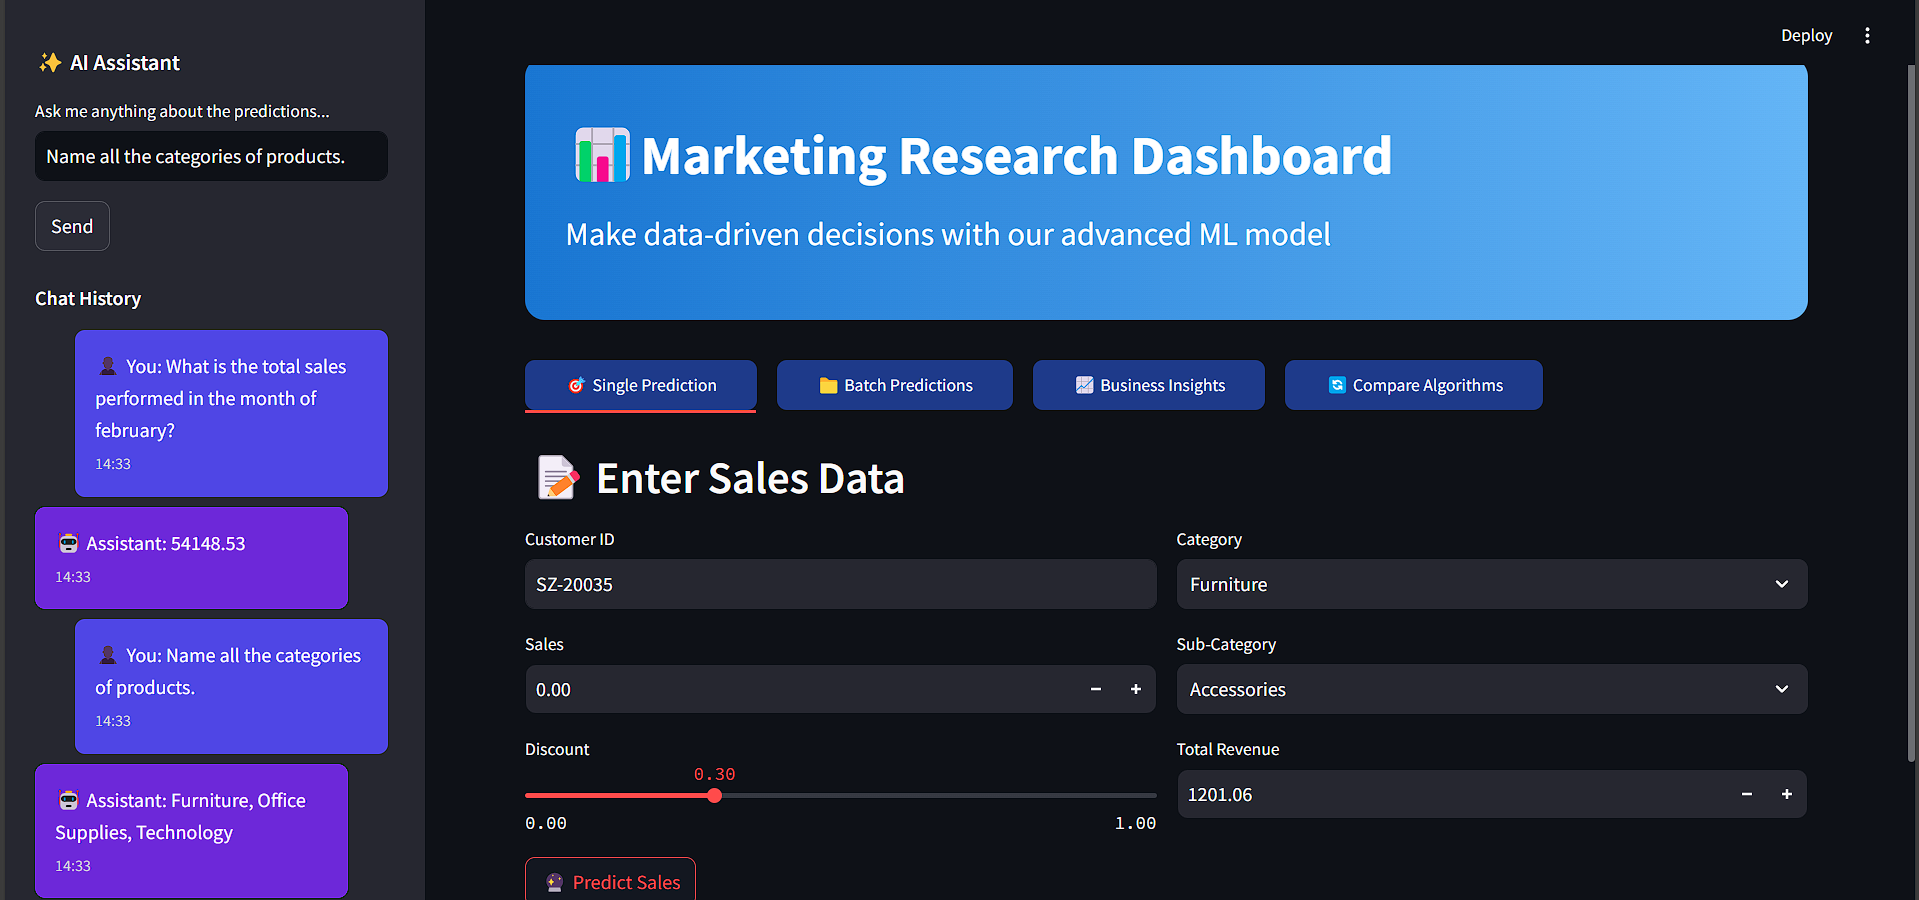 AI Assistant
Ask me anything about the predictions...
Name all the categories of products.
Send
Chat History
You: What is the total sales
performed in the month of
february?
14:33
Assistant: 54148.53
14:33
You: Name all the categories
of products.
14:33
Assistant: Furniture, Office
Supplies, Technology
14:33
Deploy
Marketing Research Dashboard
Make data-driven decisions with our advanced ML model
Single Prediction
Batch Predictions
Business Insights
Compare Algorithms
Enter Sales Data
Customer ID
SZ-20035
Category
Furniture
Sales
0.00
Sub-Category
Accessories
Discount
0.30
0.00
1.00
Total Revenue
1201.06
Predict Sales